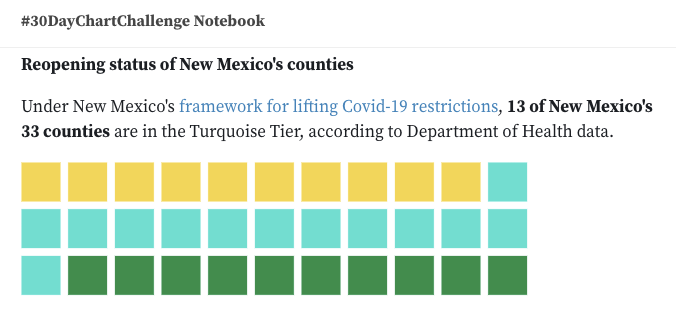 #30DayChartChallenge Notebook
Reopening status of New Mexico's counties
Under New Mexico's framework for lifting Covid-19 restrictions, 13 of New Mexico's
33 counties are in the Turquoise Tier, according to Department of Health data.